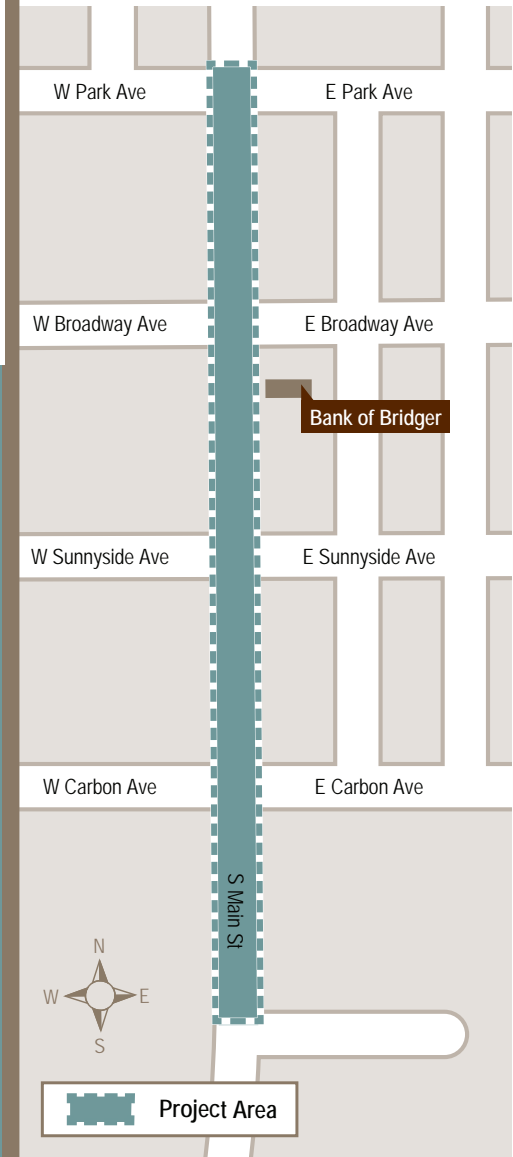 W Park Ave
E Park Ave
W Broadway Ave
E Broadway Ave
Bank of Bridger
W Sunnyside Ave
E Sunnyside Ave
W Carbon Ave
E Carbon Ave
S Main St
N
W
E
S
Project Area